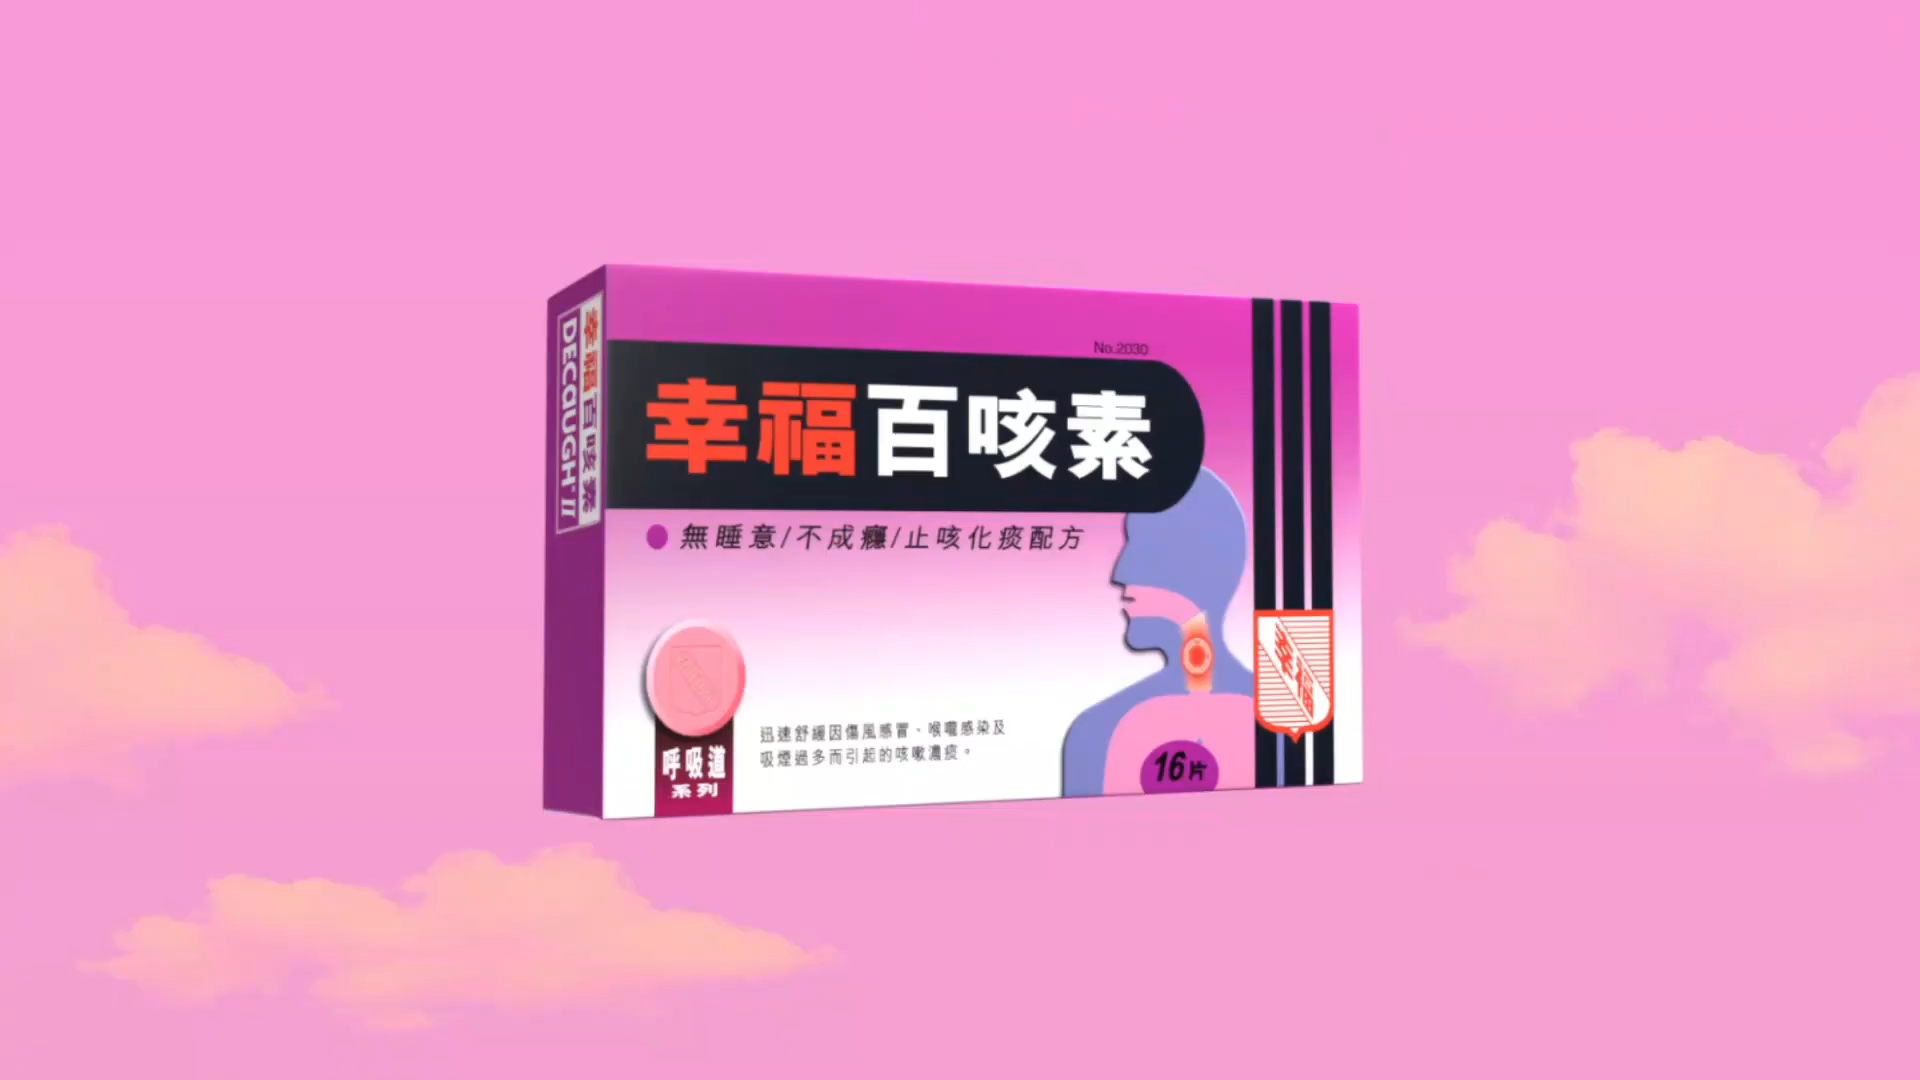 No.2030
幸福百咳素
無睡意/不成癮/止咳化痰配方
迅速舒緩因傷風感冒、喉嚨感染及
吸煙過多而引起的咳嗽濃痰。
呼吸道
系列
16片
幸福
幸福百咳素
DECAUGH II